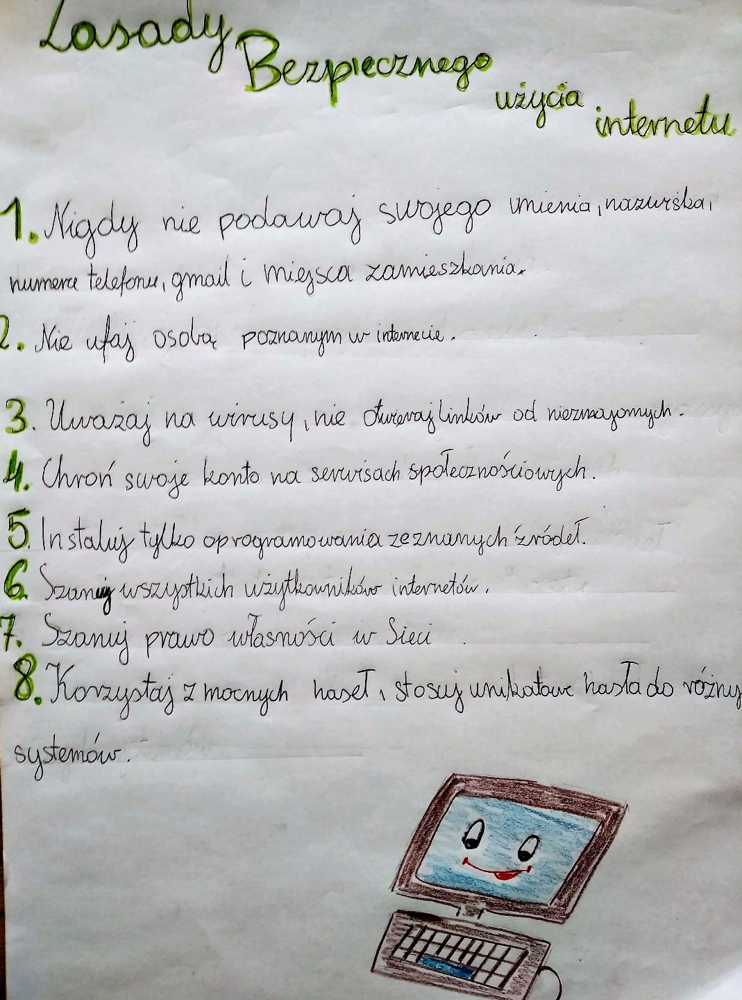 Zasady
Bezpiecznego
użycia
internetu
1. Nigdy nie podawaj swojego imienia, nazwiska,
numeru telefonu, gmail i miejsca zamieszkania.
2. Nie ufaj osobą poznanym w internecie.
3. Uważaj na wirusy, nie otwieraj linków od nieznajomych.
4. Chroń swoje konto na serwisach społecznościowych.
5. Instaluj tylko oprogramowania ze znanych źródeł.
6. Szanuj wszystkich użytkowników internetów.
7. Szanuj prawo własności w Sieci .
8. Korzystaj z mocnych haseł, stosuj unikatowe hasła do różny
systemów.